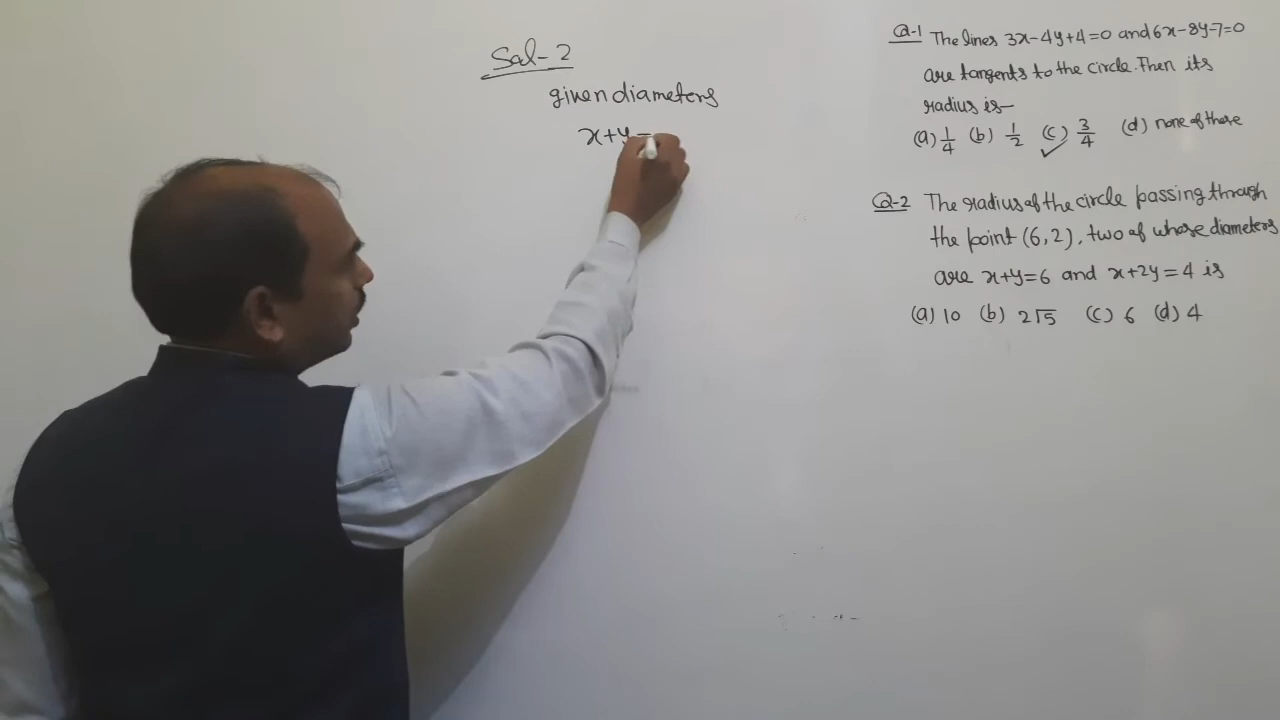 Sol-2
given diameters
x+y=
Q-1 The lines 3x-4y+4=0 and 6x-8y-7=0
are tangents to the circle. Then its
radius is-
(a) 1/4 (b) 1/2 (c) 3/4 (d) none of these
Q-2 The radius of the circle passing through
the point (6,2), two of whose diameters
are x+y=6 and x+2y=4 is
(a) 10 (b) 2√5 (c) 6 (d) 4